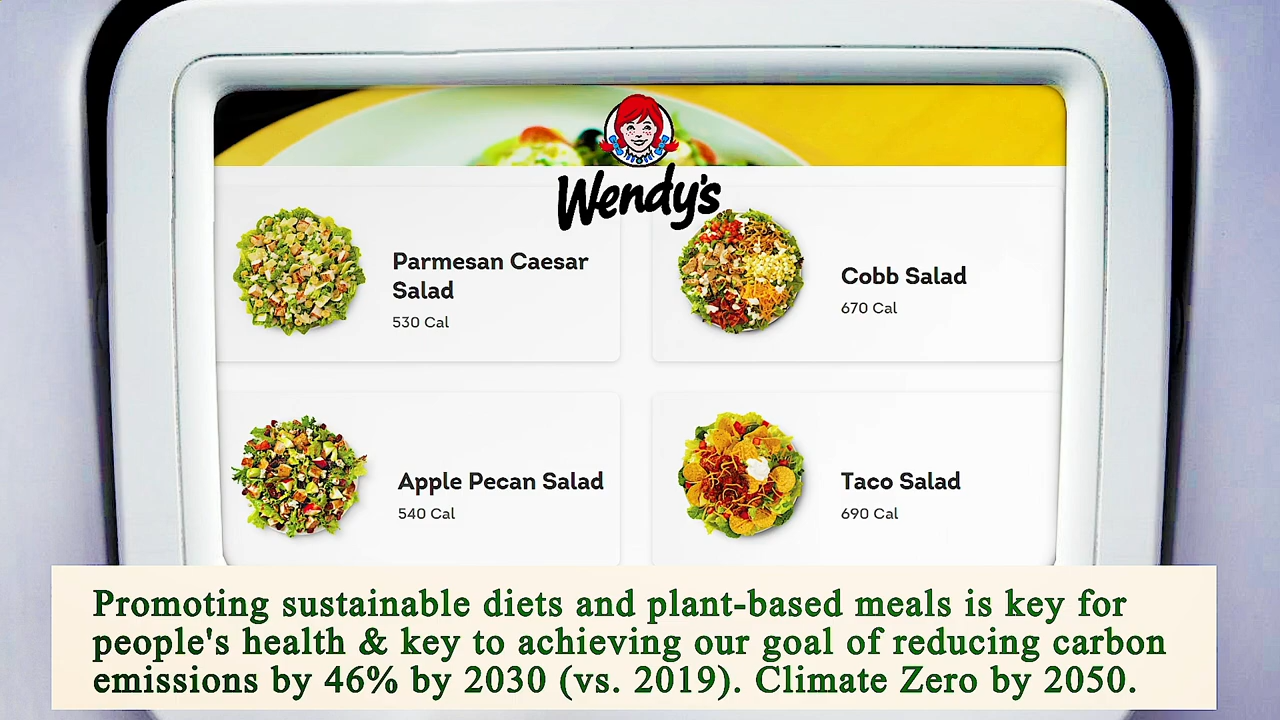 Wendy's
Parmesan Caesar
Salad
530 Cal
Cobb Salad
670 Cal
Apple Pecan Salad
540 Cal
Taco Salad
690 Cal
Promoting sustainable diets and plant-based meals is key for
people's health & key to achieving our goal of reducing carbon
emissions by 46% by 2030 (vs. 2019). Climate Zero by 2050.